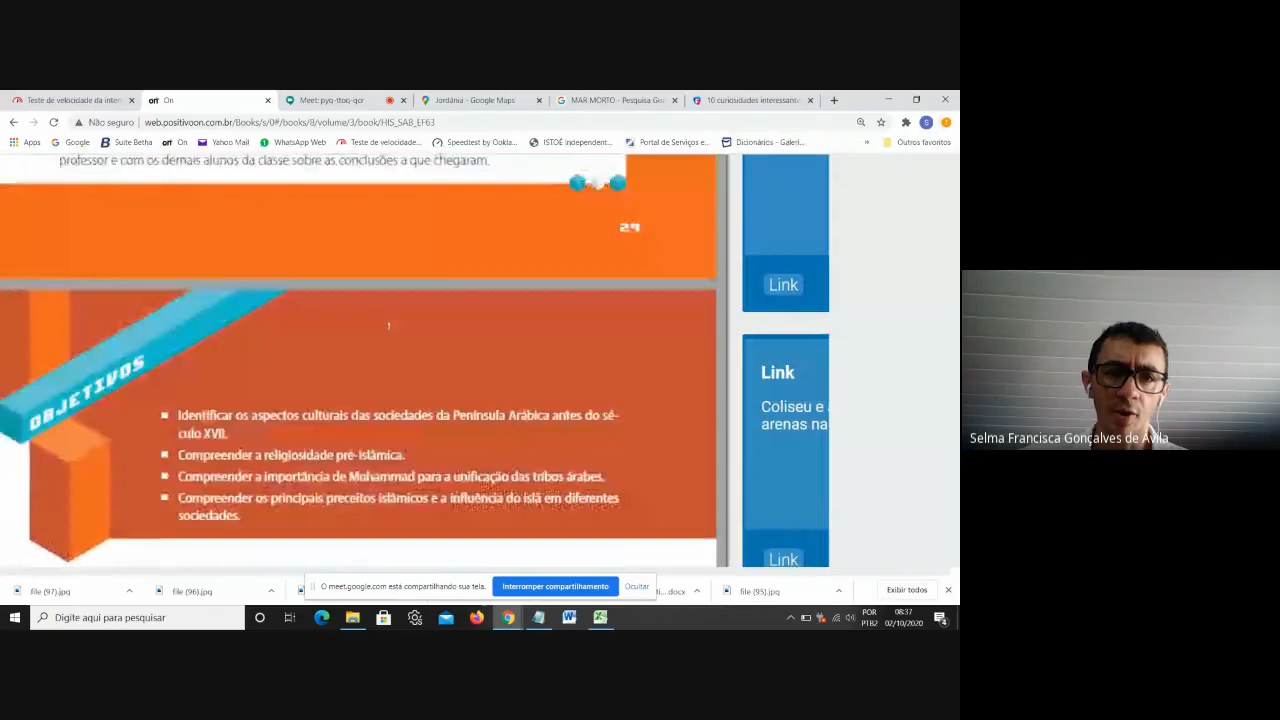 Teste de velocidade da inter
On
Meet: pyq-ttoq-qcr
Jordânia - Google Maps
MAR MORTO - Pesquisa Goo
10 curiosidades interessante
Não seguro
web.positivoon.com.br/Books/s/0#/books/8/volume/3/book/HIS_SAB_EF63
Apps
Google
Suite Betha
On
Yahoo Mail
WhatsApp Web
Teste de velocidade...
Speedtest by Ookla...
ISTOÉ Independent...
Portal de Serviços e...
Dicionários - Galeri...
»
Outros favoritos
professor e com os demais alunos da classe sobre as conclusões a que chegaram.
29
Link
OBJETIVOS
Identificar os aspectos culturais das sociedades da Península Arábica antes do sé-
culo XVII.
Compreender a religiosidade pré-islâmica.
Compreender a importância de Muhammad para a unificação das tribos árabes.
Compreender os principais preceitos islâmicos e a influência do islã em diferentes
sociedades.
Link
Coliseu e
arenas na
Link
Selma Francisca Gonçalves de Ávila
file (97).jpg
file (96).jpg
O meet.google.com está compartilhando sua tela.
Interromper compartilhamento
Ocultar
...docx
file (95).jpg
Exibir todos
Digite aqui para pesquisar
POR
PTB2
08:37
02/10/2020
4